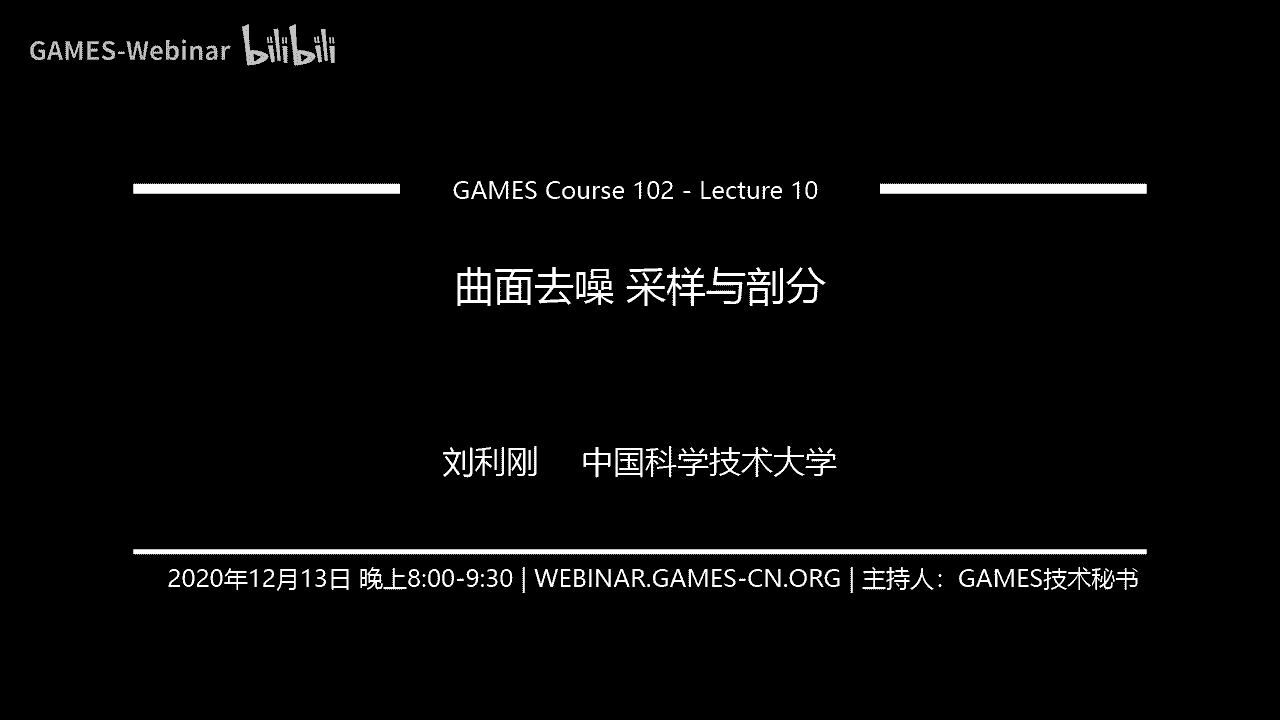 GAMES-Webinar bilibili
GAMES Course 102 - Lecture 10
曲面去噪 采样与剖分
刘利刚 中国科学技术大学
2020年12月13日 晚上8:00-9:30 | WEBINAR.GAMES-CN.ORG | 主持人：GAMES技术秘书